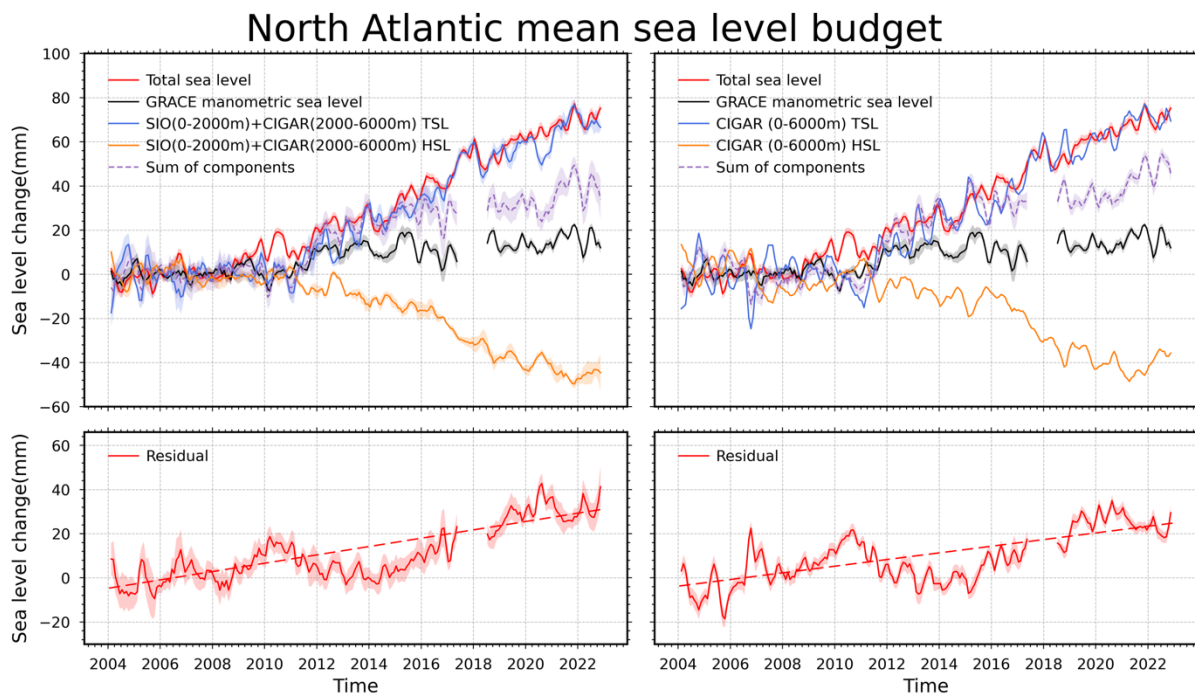 North Atlantic mean sea level budget
Sea level change(mm)
100
80
60
40
20
0
−20
−40
−60
Total sea level
GRACE manometric sea level
SIO(0-2000m)+CIGAR(2000-6000m) TSL
SIO(0-2000m)+CIGAR(2000-6000m) HSL
Sum of components
Total sea level
GRACE manometric sea level
CIGAR (0-6000m) TSL
CIGAR (0-6000m) HSL
Sum of components
Sea level change(mm)
60
40
20
0
−20
Residual
2004 2006 2008 2010 2012 2014 2016 2018 2020 2022
Time
Residual
2004 2006 2008 2010 2012 2014 2016 2018 2020 2022
Time